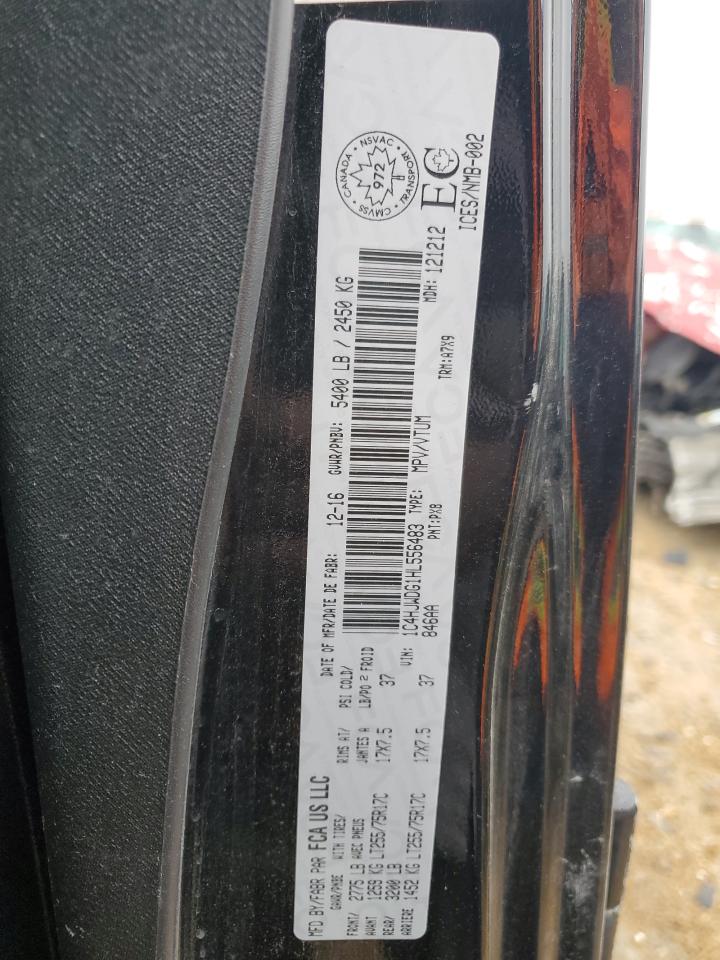 MFD BY/FABR PAR FCA US LLC
DATE OF MFR/DATE DE FABR: 12-16
GVWR/PNBV: 5400 LB / 2450 KG
GAWR/PNBE WITH TIRES/ RIMS AT/ PSI COLD/
AVEC PNEUS JANTES A LB/PO 2 FROID
FRONT/ 2775 LB
AVANT 1259 KG LT255/75R17C 17X7.5 37
REAR/ 3200 LB
ARRIERE 1452 KG LT255/75R17C 17X7.5 37
VIN: 1C4HJWDG1HL556483 TYPE: MPV/VTUM MDH: 121212
846AA PNT:PX8 TRM:A7X9
CANADA • NSVAC • TRANSPORT • CMVSS
972
EC
ICES/NMB-002